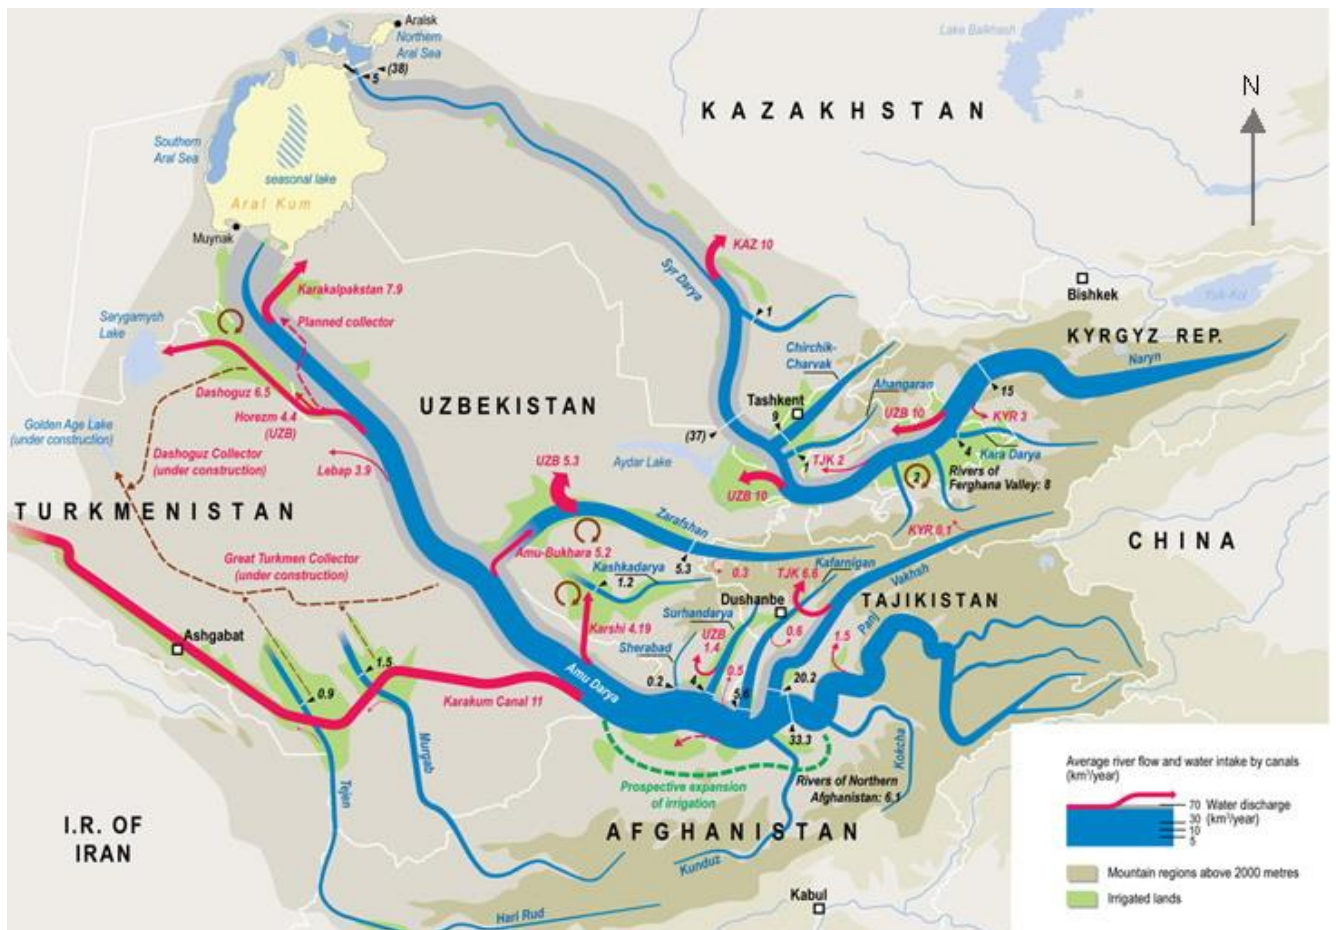 Aralsk
Northern
Aral Sea
(38)
5
Lake Balkhash
N
KAZAKHSTAN
Southern
Aral Sea
seasonal lake
Aral Kum
Muynak
KAZ 10
Syr Darya
Bishkek
Karakalpakstan 7.9
Sarygamysh
Lake
Planned collector
1
KYRGYZ REP.
Naryn
Chirchik-
Charvak
Ahangaran
15
Dashoguz 6.5
UZBEKISTAN
Tashkent
9
UZB 10
KYR 3
Horezm 4.4
(UZB)
Golden Age Lake
(under construction)
(37)
Dashoguz Collector
(under construction)
Lebap 3.9
UZB 5.3
Aydar Lake
TJK 2
1
4
Kara Darya
2
Rivers of
Ferghana Valley: 8
UZB 10
TURKMENISTAN
Zarafshan
KYR 0.1
CHINA
Great Turkmen Collector
(under construction)
Amu-Bukhara 5.2
5.3
0.3
Kafarnigan
Kashkadarya
1.2
TJK 6.6
Vakhsh
Dushanbe
TAJIKISTAN
Surhandarya
Panj
Ashgabat
Karshi 4.19
UZB
1.4
0.6
1.5
Sherabad
0.5
1.5
0.9
Amu Darya
0.2
4
5.6
20.2
Karakum Canal 11
33.3
Kokcha
Murgab
Tejen
Prospective expansion
of irrigation
Rivers of Northern
Afghanistan: 6.1
I.R. OF
IRAN
AFGHANISTAN
Kunduz
Kabul
Hari Rud
Average river flow and water intake by canals
(km³/year)
70
30
10
5
Water discharge
(km³/year)
Mountain regions above 2000 metres
Irrigated lands